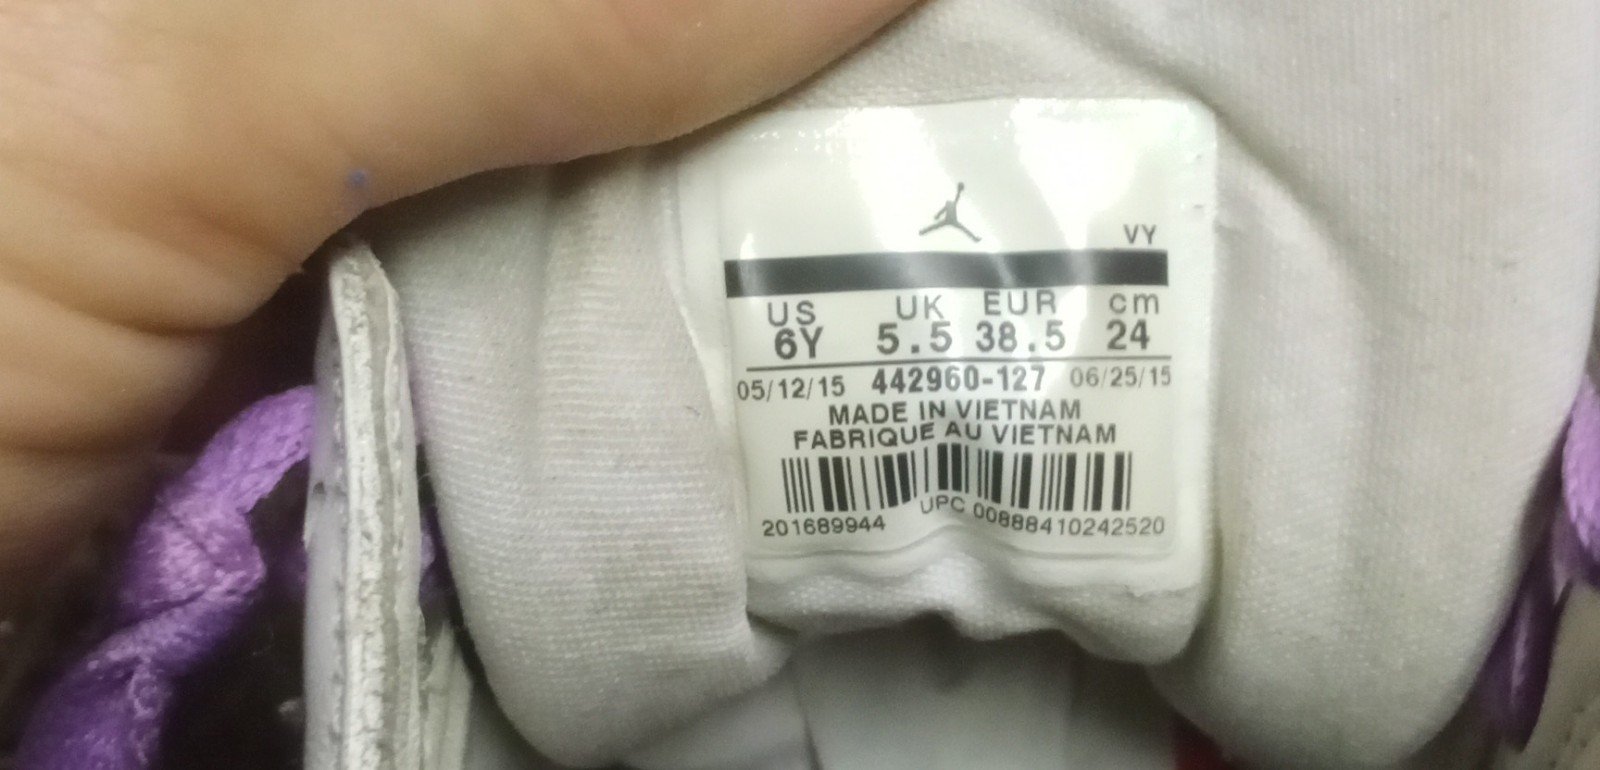 VY
US UK EUR cm
6Y 5.5 38.5 24
05/12/15 442960-127 06/25/15
MADE IN VIETNAM
FABRIQUE AU VIETNAM
201689944 UPC 00888410242520